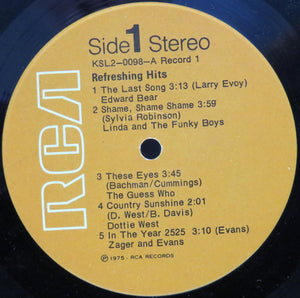 RCA
Side 1 Stereo
KSL2-0098-A Record 1
Refreshing Hits
1 The Last Song 3:13 (Larry Evoy)
Edward Bear
2 Shame, Shame Shame 3:59
(Sylvia Robinson)
Linda and The Funky Boys
3 These Eyes 3:45
(Bachman/Cummings)
The Guess Who
4 Country Sunshine 2:01
(D. West/B. Davis)
Dottie West
5 In The Year 2525 3:10 (Evans)
Zager and Evans
Ⓟ 1975 - RCA RECORDS